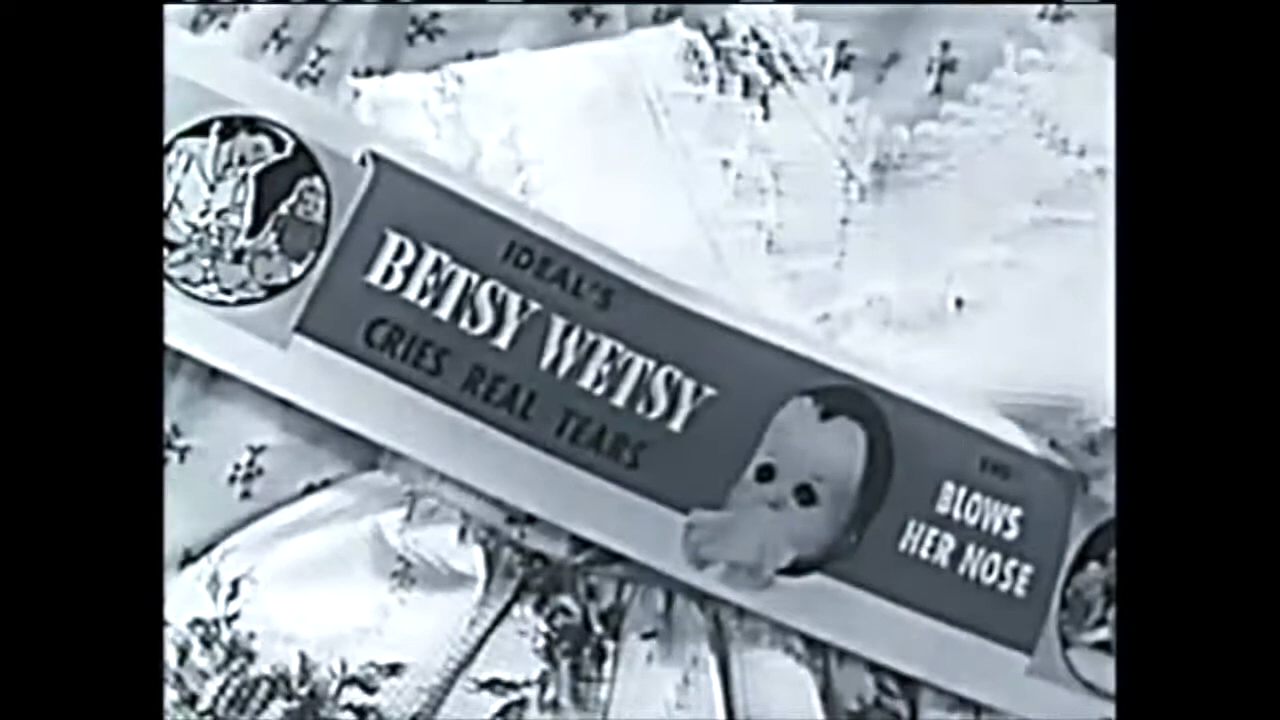 IDEAL'S
BETSY WETSY
CRIES REAL TEARS
BLOWS
HER NOSE